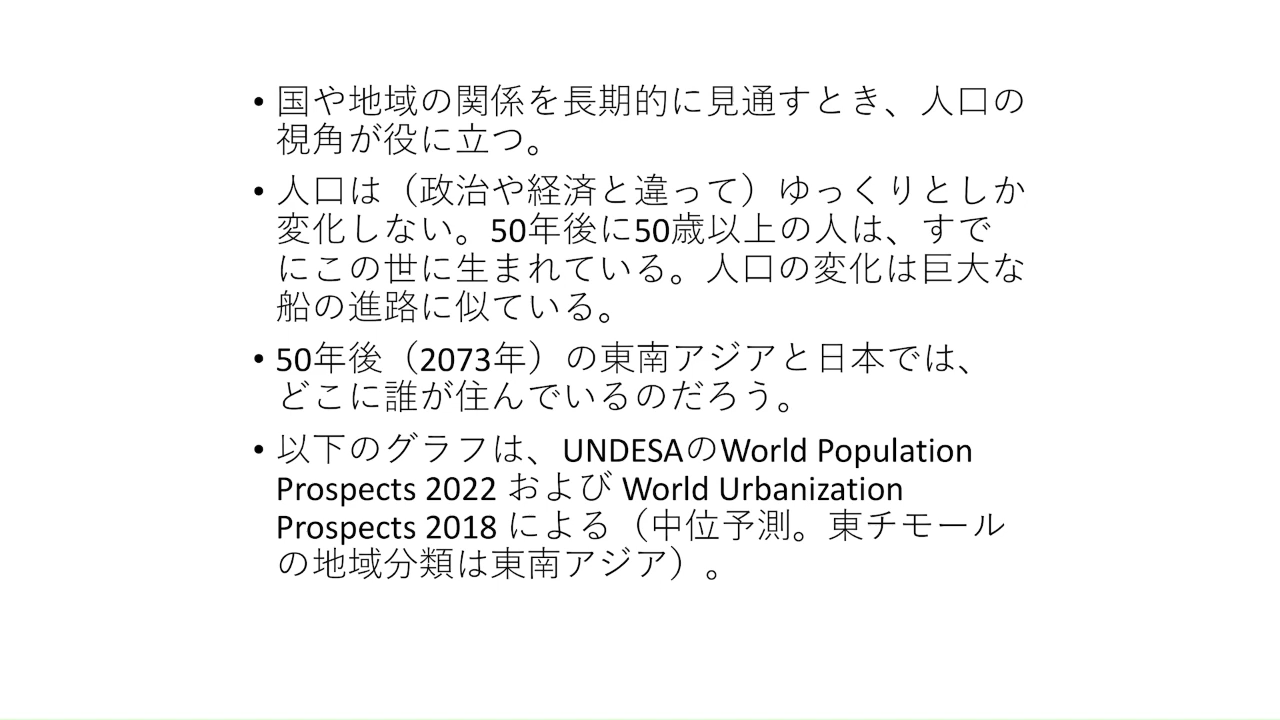 • 国や地域の関係を長期的に見通すとき、人口の
視角が役に立つ。
• 人口は（政治や経済と違って）ゆっくりとしか
変化しない。50年後に50歳以上の人は、すで
にこの世に生まれている。人口の変化は巨大な
船の進路に似ている。
• 50年後（2073年）の東南アジアと日本では、
どこに誰が住んでいるのだろう。
• 以下のグラフは、UNDESAのWorld Population
Prospects 2022 および World Urbanization
Prospects 2018 による（中位予測。東チモール
の地域分類は東南アジア）。